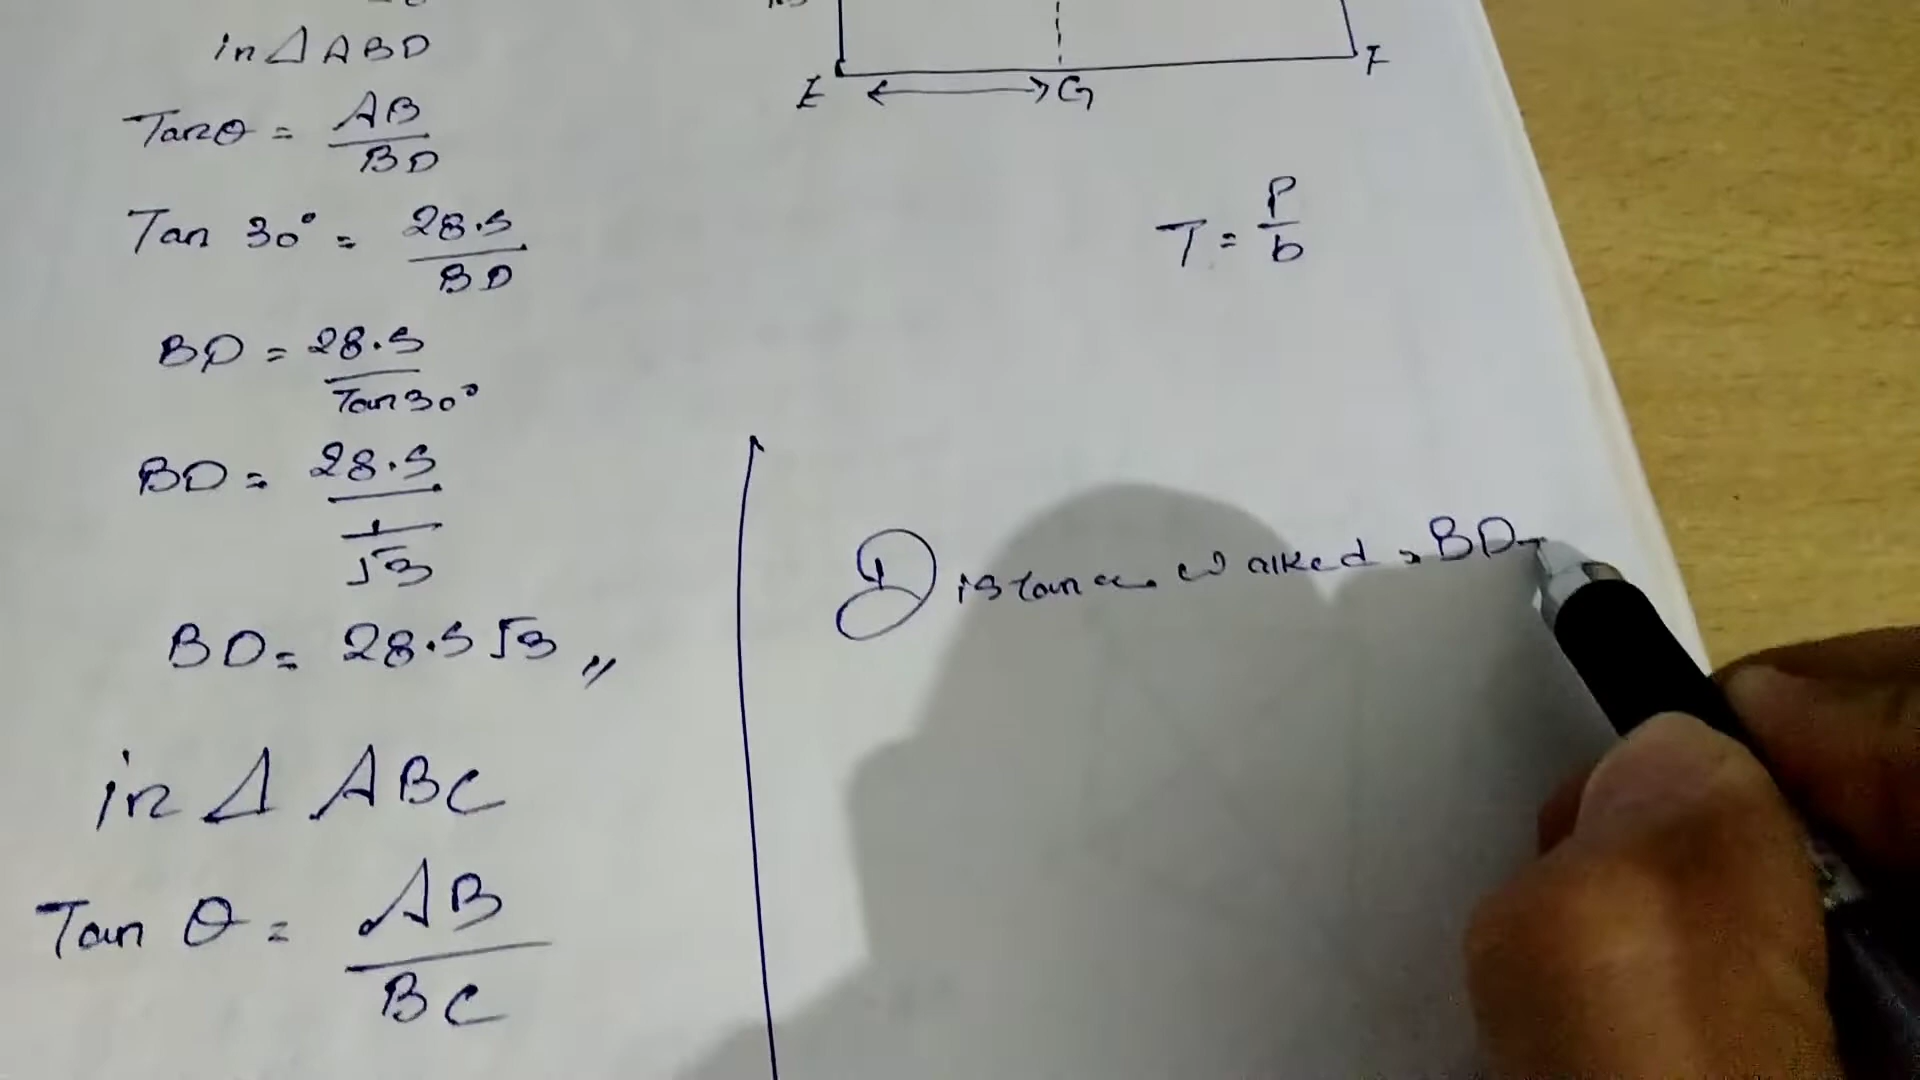 in △ ABD
Tanθ = AB/BD
Tan 30° = 28.5/BD
BD = 28.5/Tan30°
BD = 28.5/(1/√3)
BD = 28.5√3 〃
in △ ABC
Tan θ = AB/BC
E ↔ G F
T = P/b
Distance walked = BD-